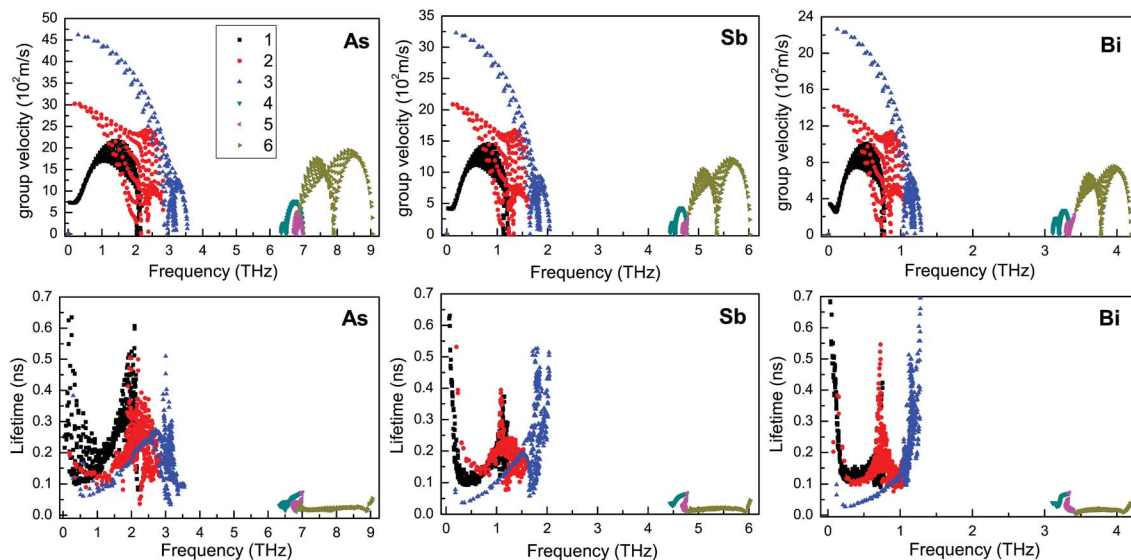 50
45
40
35
30
25
20
15
10
5
0
group velocity (10²m/s)
As
1
2
3
4
5
6
0 1 2 3 4 5 6 7 8 9
Frequency (THz)
35
30
25
20
15
10
5
0
group velocity (10²m/s)
Sb
0 1 2 3 4 5 6
Frequency (THz)
24
20
16
12
8
4
0
group velocity (10²m/s)
Bi
0 1 2 3 4
Frequency (THz)
0.7
0.6
0.5
0.4
0.3
0.2
0.1
0.0
Lifetime (ns)
As
0 1 2 3 4 5 6 7 8 9
Frequency (THz)
0.7
0.6
0.5
0.4
0.3
0.2
0.1
0.0
Lifetime (ns)
Sb
0 1 2 3 4 5 6
Frequency (THz)
0.7
0.6
0.5
0.4
0.3
0.2
0.1
0.0
Lifetime (ns)
Bi
0 1 2 3 4
Frequency (THz)